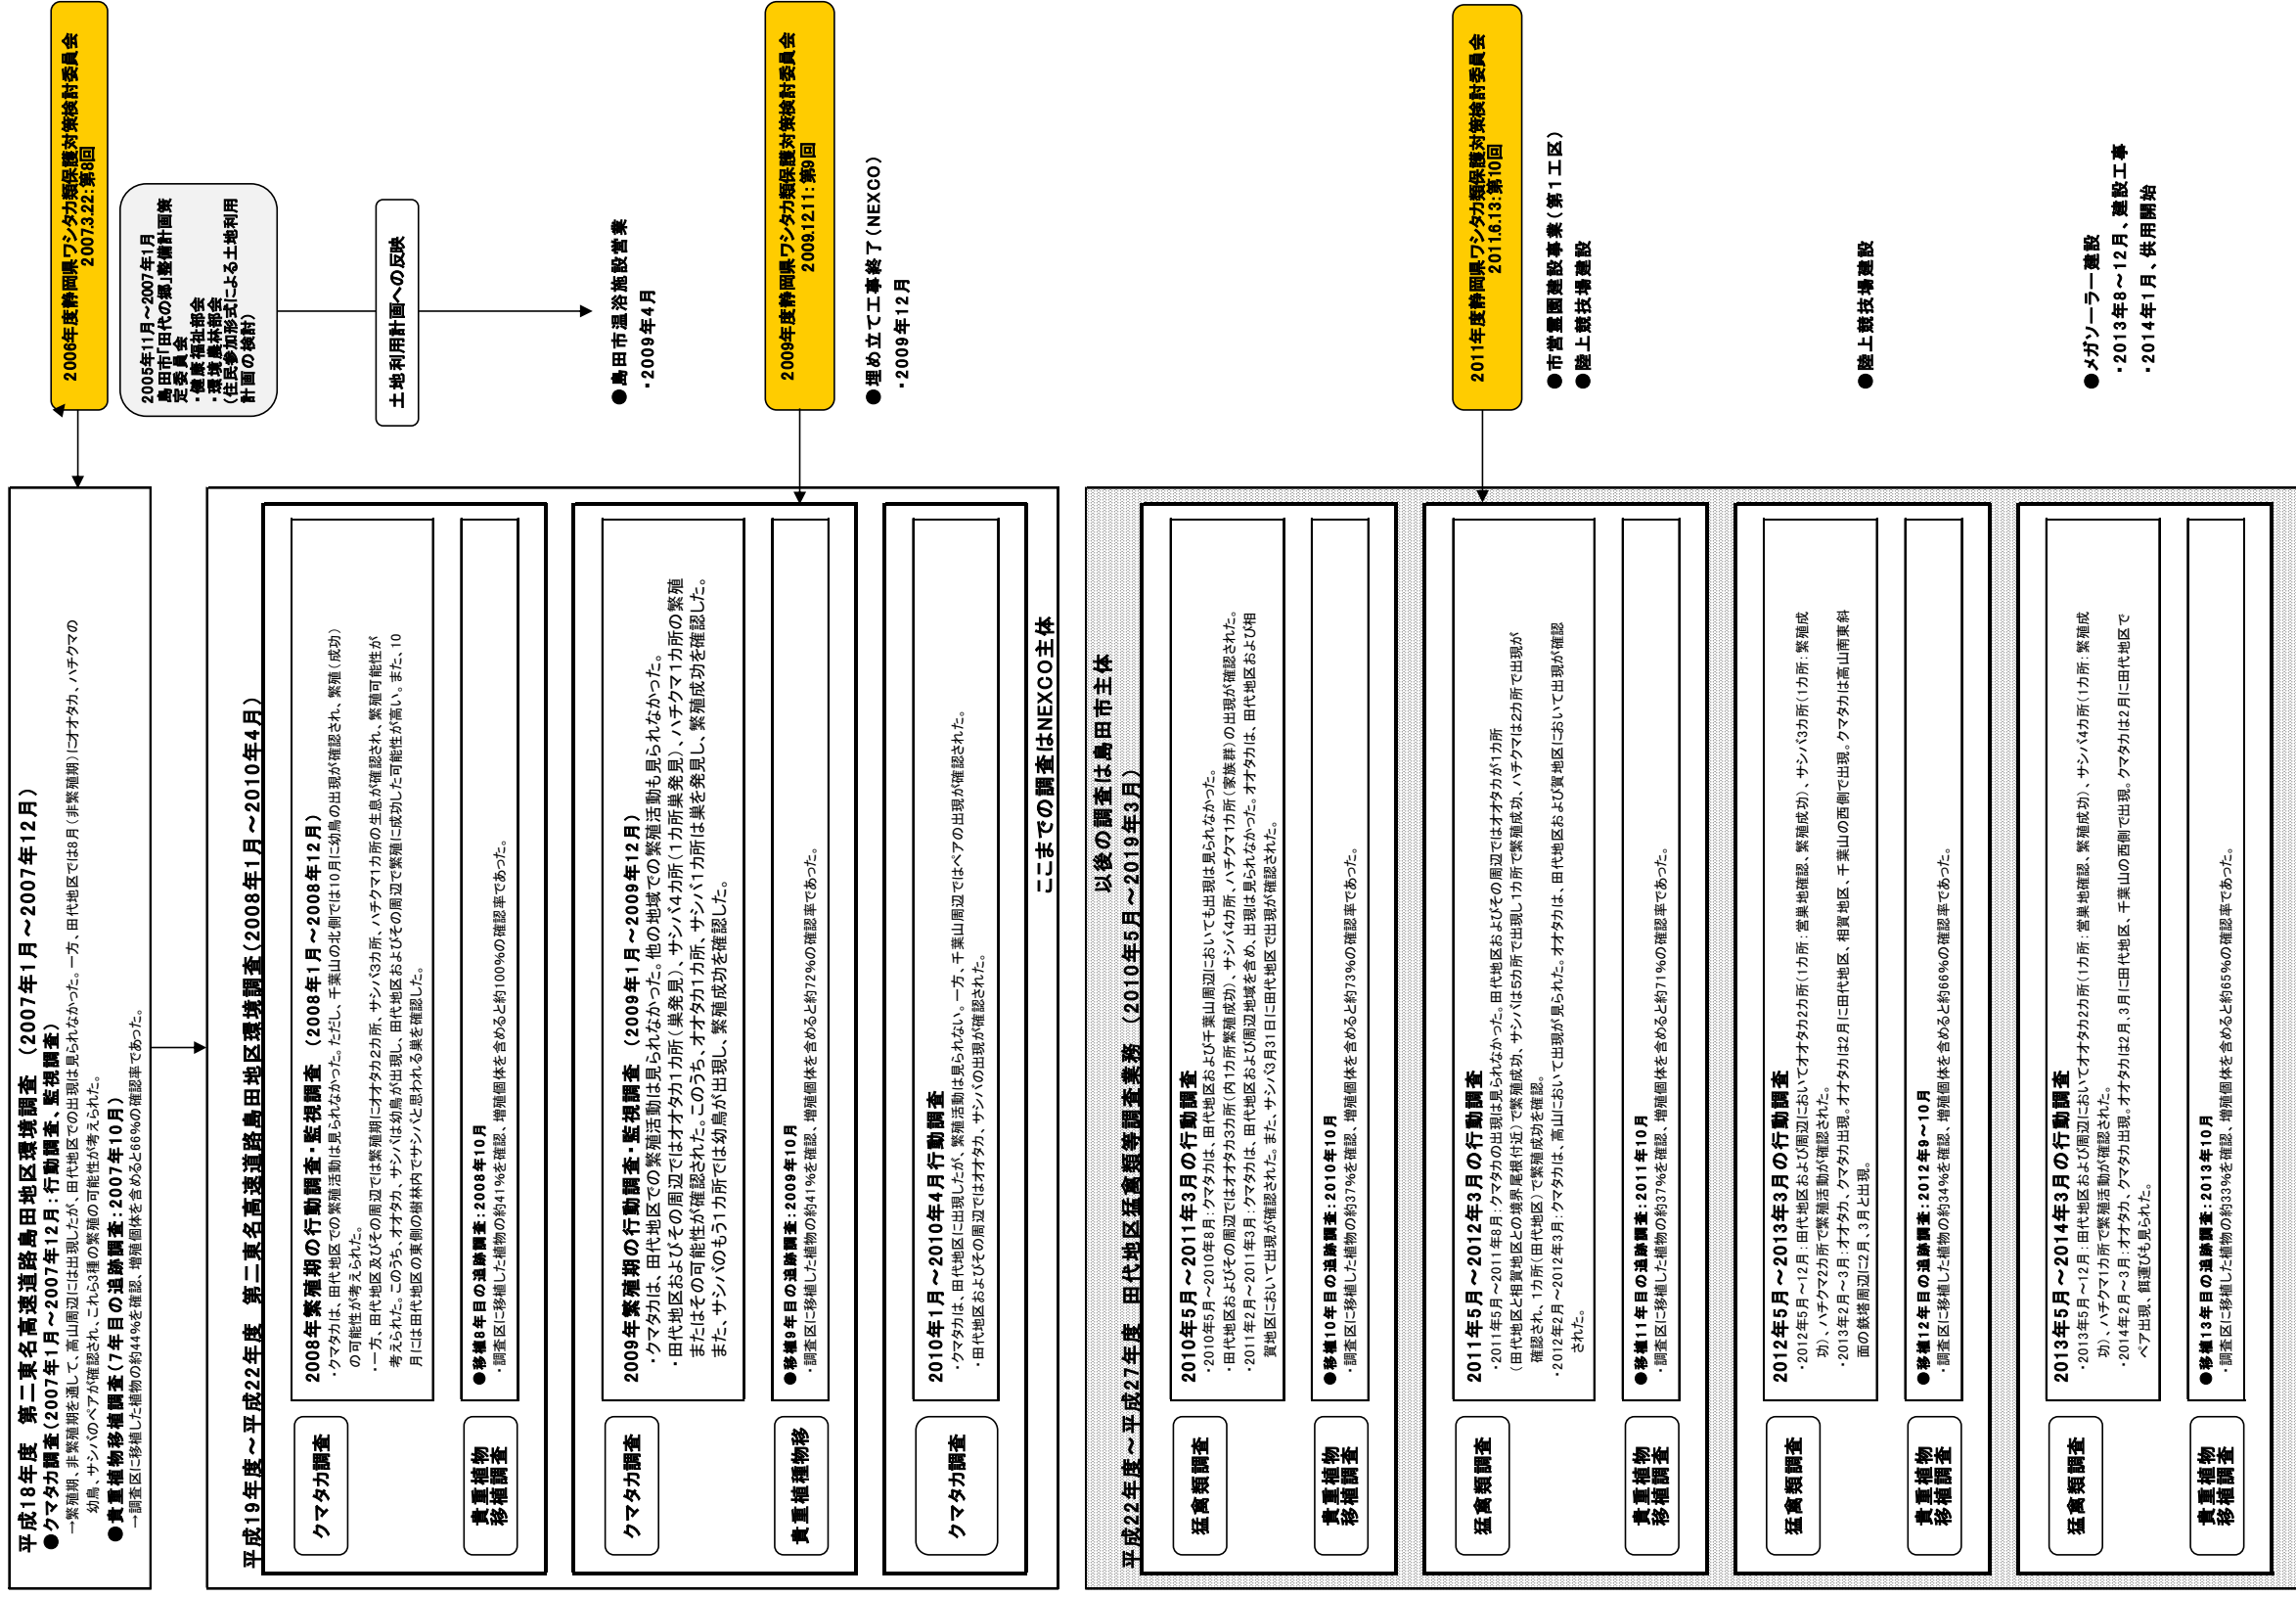 平成18年度　第二東名高速道路島田地区環境調査（2007年1月～2007年12月）
●クマタカ調査（2007年1月～2007年12月：行動調査、監視調査）
→繁殖期、非繁殖期を通して、高山周辺には出現したが、田代地区での出現は見られなかった。一方、田代地区では8月（非繁殖期）にオオタカ、ハチクマの
幼鳥、サシバのペアが確認され、これら3種の繁殖の可能性が考えられた。
●貴重植物移植調査（7年目の追跡調査：2007年10月）
→調査区に移植した植物の約44％を確認、増殖個体を含めると86％の確認率であった。
2006年度静岡県ワシタカ類保護対策検討委員会
2007.3.22：第8回
2005年11月～2007年1月
島田市「田代の郷」整備計画策
定委員会
・健康福祉部会
・環境農林部会
（住民参加形式による土地利用
計画の検討）
土地利用計画への反映
●島田市温浴施設営業
・2009年4月
平成19年度～平成22年度　第二東名高速道路島田地区環境調査（2008年1月～2010年4月）
クマタカ調査
2008年繁殖期の行動調査・監視調査　（2008年1月～2008年12月）
・クマタカは、田代地区での繁殖活動は見られなかった。ただし、千葉山の北側では10月に幼鳥の出現が確認され、繁殖（成功）
の可能性が考えられた。
・一方、田代地区及びその周辺では繁殖期にオオタカ2カ所、サシバ3カ所、ハチクマ1カ所の生息が確認され、繁殖可能性が
考えられた。このうち、オオタカ、サシバは幼鳥が出現し、田代地区およびその周辺で繁殖に成功した可能性が高い。また、10
月には田代地区の東側の樹林内でサシバと思われる巣を確認した。
貴重植物
移植調査
●移植8年目の追跡調査：2008年10月
・調査区に移植した植物の約41％を確認、増殖個体を含めると約100％の確認率であった。
クマタカ調査
2009年繁殖期の行動調査・監視調査　（2009年1月～2009年12月）
・クマタカは、田代地区での繁殖活動は見られなかった。他の地域での繁殖活動も見られなかった。
・田代地区およびその周辺ではオオタカ1カ所（巣発見）、サシバ4カ所（1カ所巣発見）、ハチクマ1カ所の繁殖
またはその可能性が確認された。このうち、オオタカ1カ所、サシバ1カ所は巣を発見し、繁殖成功を確認した。
また、サシバのもう1カ所では幼鳥が出現し、繁殖成功を確認した。
貴重植種物移
●移植9年目の追跡調査：2009年10月
・調査区に移植した植物の約41％を確認、増殖個体を含めると約72％の確認率であった。
2009年度静岡県ワシタカ類保護対策検討委員会
2009.12.11：第9回
●埋め立て工事終了（NEXCO）
・2009年12月
クマタカ調査
2010年1月～2010年4月行動調査
・クマタカは、田代地区に出現したが、繁殖活動は見られない。一方、千葉山周辺ではペアの出現が確認された。
・田代地区およびその周辺ではオオタカ、サシバの出現が確認された。
ここまでの調査はNEXCO主体
以後の調査は島田市主体
平成22年度～平成27年度　田代地区猛禽類等調査業務　（2010年5月～2019年3月）
猛禽類調査
2010年5月～2011年3月の行動調査
・2010年5月～2010年8月：クマタカは、田代地区および千葉山周辺においても出現は見られなかった。
・田代地区およびその周辺ではオオタカ3カ所（内1カ所繁殖成功）、サシバ4カ所、ハチクマ1カ所（家族群）の出現が確認された。
・2011年2月～2011年3月：クマタカは、田代地区および周辺地域を含め、出現は見られなかった。オオタカは、田代地区および相
賀地区において出現が確認された。また、サシバ3月31日に田代地区で出現が確認された。
貴重植物
移植調査
●移植10年目の追跡調査：2010年10月
・調査区に移植した植物の約37％を確認、増殖個体を含めると約73％の確認率であった。
猛禽類調査
2011年5月～2012年3月の行動調査
・2011年5月～2011年8月：クマタカの出現は見られなかった。田代地区およびその周辺ではオオタカが1カ所
（田代地区と相賀地区との境界尾根付近）で繁殖成功、サシバは5カ所で出現し1カ所で繁殖成功、ハチクマは2カ所で出現が
確認され、1カ所（田代地区）で繁殖成功を確認。
・2012年2月～2012年3月：クマタカは、高山において出現が見られた。オオタカは、田代地区および賀地区において出現が確認
された。
貴重植物
移植調査
●移植11年目の追跡調査：2011年10月
・調査区に移植した植物の約37％を確認、増殖個体を含めると約71％の確認率であった。
2011年度静岡県ワシタカ類保護対策検討委員会
2011.6.13：第10回
●市営霊園建設事業（第1工区）
●陸上競技場建設
猛禽類調査
2012年5月～2013年3月の行動調査
・2012年5月～12月：田代地区および周辺においてオオタカ2カ所（1カ所：営巣地確認、繁殖成功）、サシバ3カ所（1カ所：繁殖成
功）、ハチクマ2カ所で繁殖活動が確認された。
・2013年2月～3月：オオタカ、クマタカ出現。オオタカは2月に田代地区、相賀地区、千葉山の西側で出現。クマタカは高山南東斜
面の鉄塔周辺に2月、3月と出現。
貴重植物
移植調査
●移植12年目の追跡調査：2012年9～10月
・調査区に移植した植物の約34％を確認、増殖個体を含めると約66％の確認率であった。
●陸上競技場建設
猛禽類調査
2013年5月～2014年3月の行動調査
・2013年5月～12月：田代地区および周辺においてオオタカ2カ所（1カ所：営巣地確認、繁殖成功）、サシバ4カ所（1カ所：繁殖成
功）、ハチクマ1カ所で繁殖活動が確認された。
・2014年2月～3月：オオタカ、クマタカ出現。オオタカは2月、3月に田代地区、千葉山の西側で出現。クマタカは2月に田代地区で
ペア出現、餌運びも見られた。
貴重植物
移植調査
●移植13年目の追跡調査：2013年10月
・調査区に移植した植物の約33％を確認、増殖個体を含めると約65％の確認率であった。
●メガソーラー建設
・2013年8～12月、建設工事
・2014年1月、供用開始